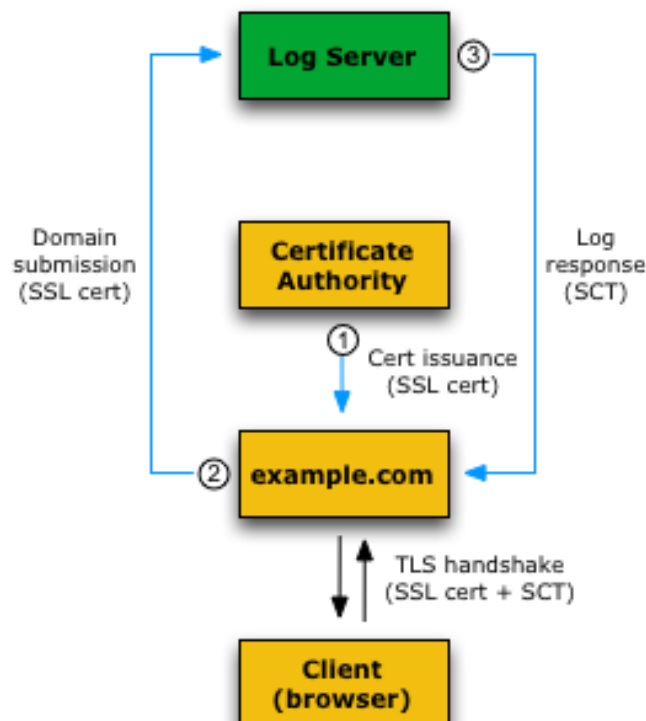 Log Server
3
Domain
submission
(SSL cert)
Log
response
(SCT)
Certificate
Authority
1
Cert issuance
(SSL cert)
2
example.com
TLS handshake
(SSL cert + SCT)
Client
(browser)